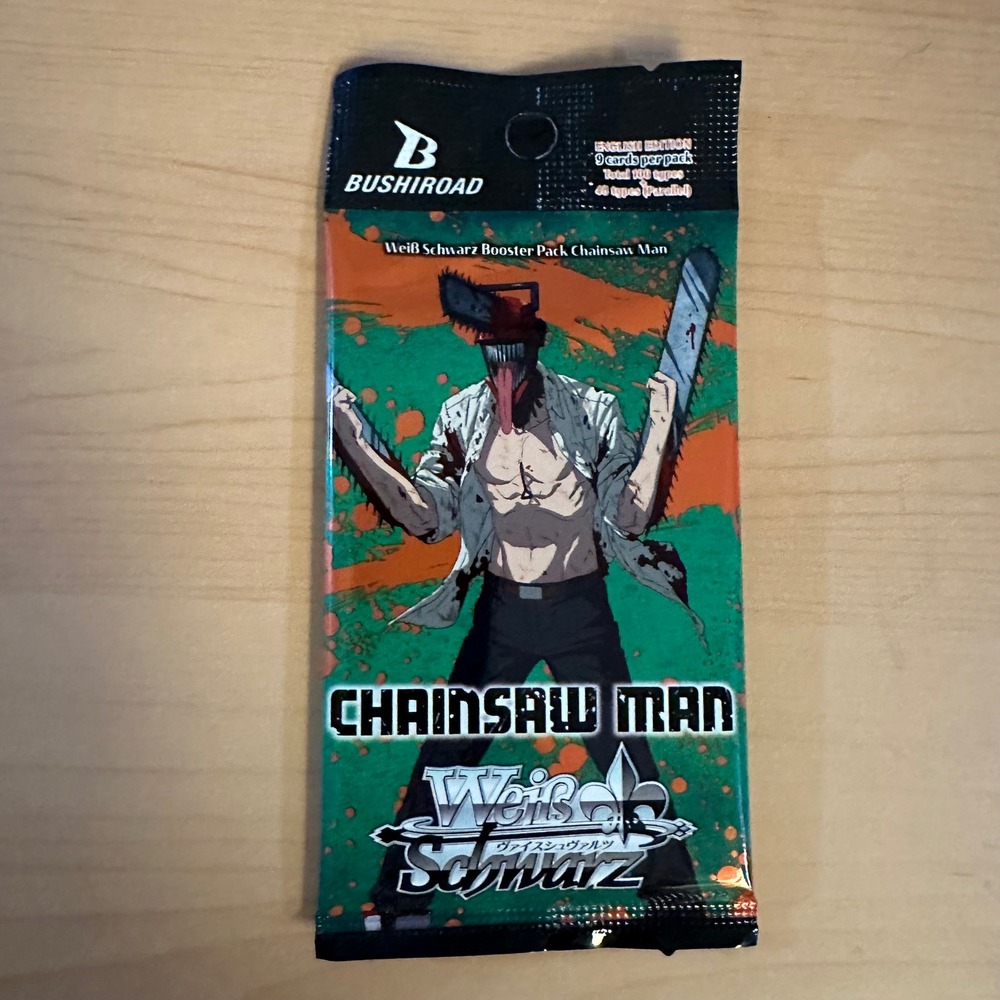 B
BUSHIROAD
ENGLISH EDITION
9 cards per pack
Total 100 types
48 types (Parallel)
Weiß Schwarz Booster Pack Chainsaw Man
CHAINSAW MAN
Weiß
ヴァイスシュヴァルツ
Schwarz